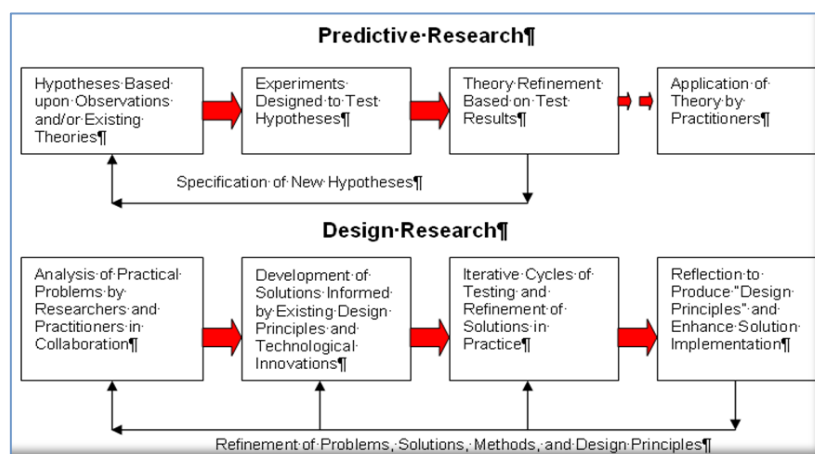 Predictive·Research¶
Hypotheses·Based·
upon·Observations·
and/or·Existing·
Theories¶
Experiments·
Designed·to·Test·
Hypotheses¶
Theory·Refinement·
Based·on·Test·
Results¶
Application·of·
Theory·by·
Practitioners¶
Specification·of·New·Hypotheses¶
Design·Research¶
Analysis·of·Practical·
Problems·by·
Researchers·and·
Practitioners·in·
Collaboration¶
Development·of·
Solutions·Informed·
by·Existing·Design·
Principles·and·
Technological·
Innovations¶
Iterative·Cycles·of·
Testing·and·
Refinement·of·
Solutions·in·
Practice¶
Reflection·to·
Produce·"Design·
Principles"·and·
Enhance·Solution·
Implementation¶
Refinement·of·Problems,·Solutions,·Methods,·and·Design·Principles¶